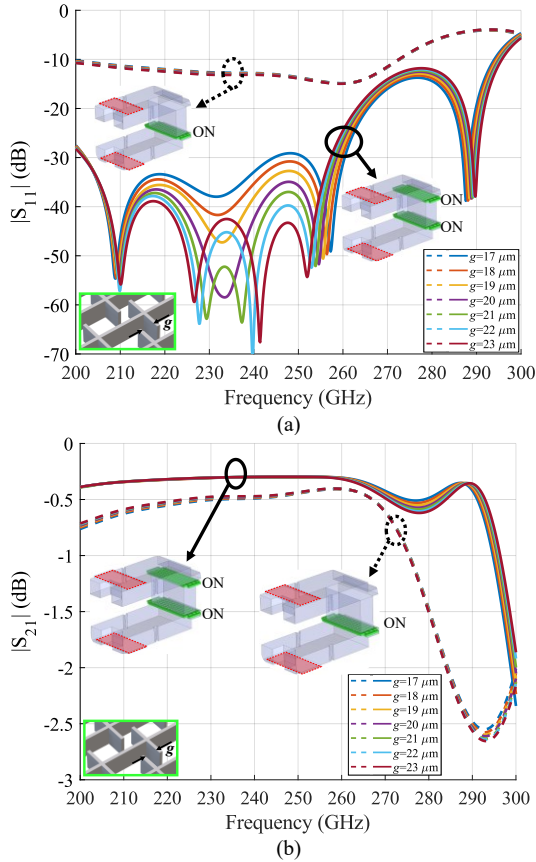 0
-10
-20
-30
-40
-50
-60
-70
|S11| (dB)
ON
ON
ON
g
g=17 μm
g=18 μm
g=19 μm
g=20 μm
g=21 μm
g=22 μm
g=23 μm
200 210 220 230 240 250 260 270 280 290 300
Frequency (GHz)
(a)
0
-0.5
-1
-1.5
-2
-2.5
-3
|S21| (dB)
ON
ON
ON
g
g=17 μm
g=18 μm
g=19 μm
g=20 μm
g=21 μm
g=22 μm
g=23 μm
200 210 220 230 240 250 260 270 280 290 300
Frequency (GHz)
(b)